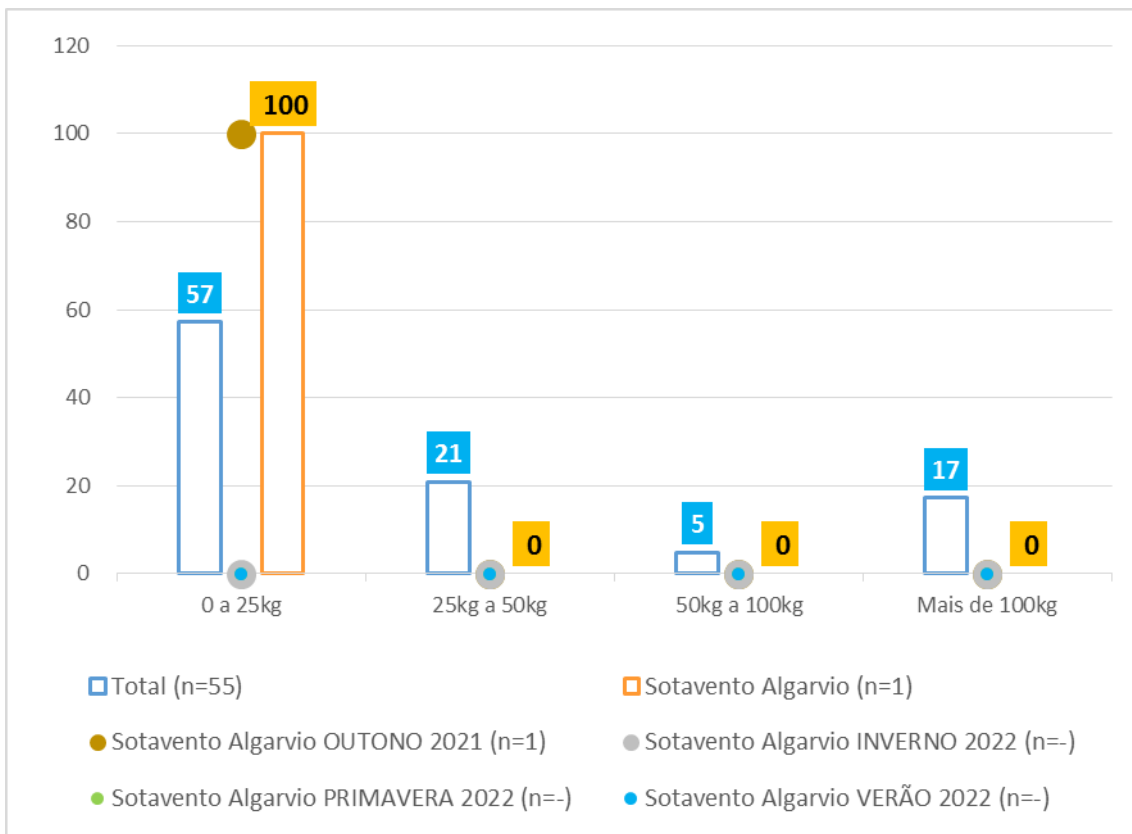 120
100
100
80
60
57
40
20
21
0
5
0
17
0
0
0 a 25kg
25kg a 50kg
50kg a 100kg
Mais de 100kg
Total (n=55)
Sotavento Algarvio (n=1)
Sotavento Algarvio OUTONO 2021 (n=1)
Sotavento Algarvio INVERNO 2022 (n=-)
Sotavento Algarvio PRIMAVERA 2022 (n=-)
Sotavento Algarvio VERÃO 2022 (n=-)